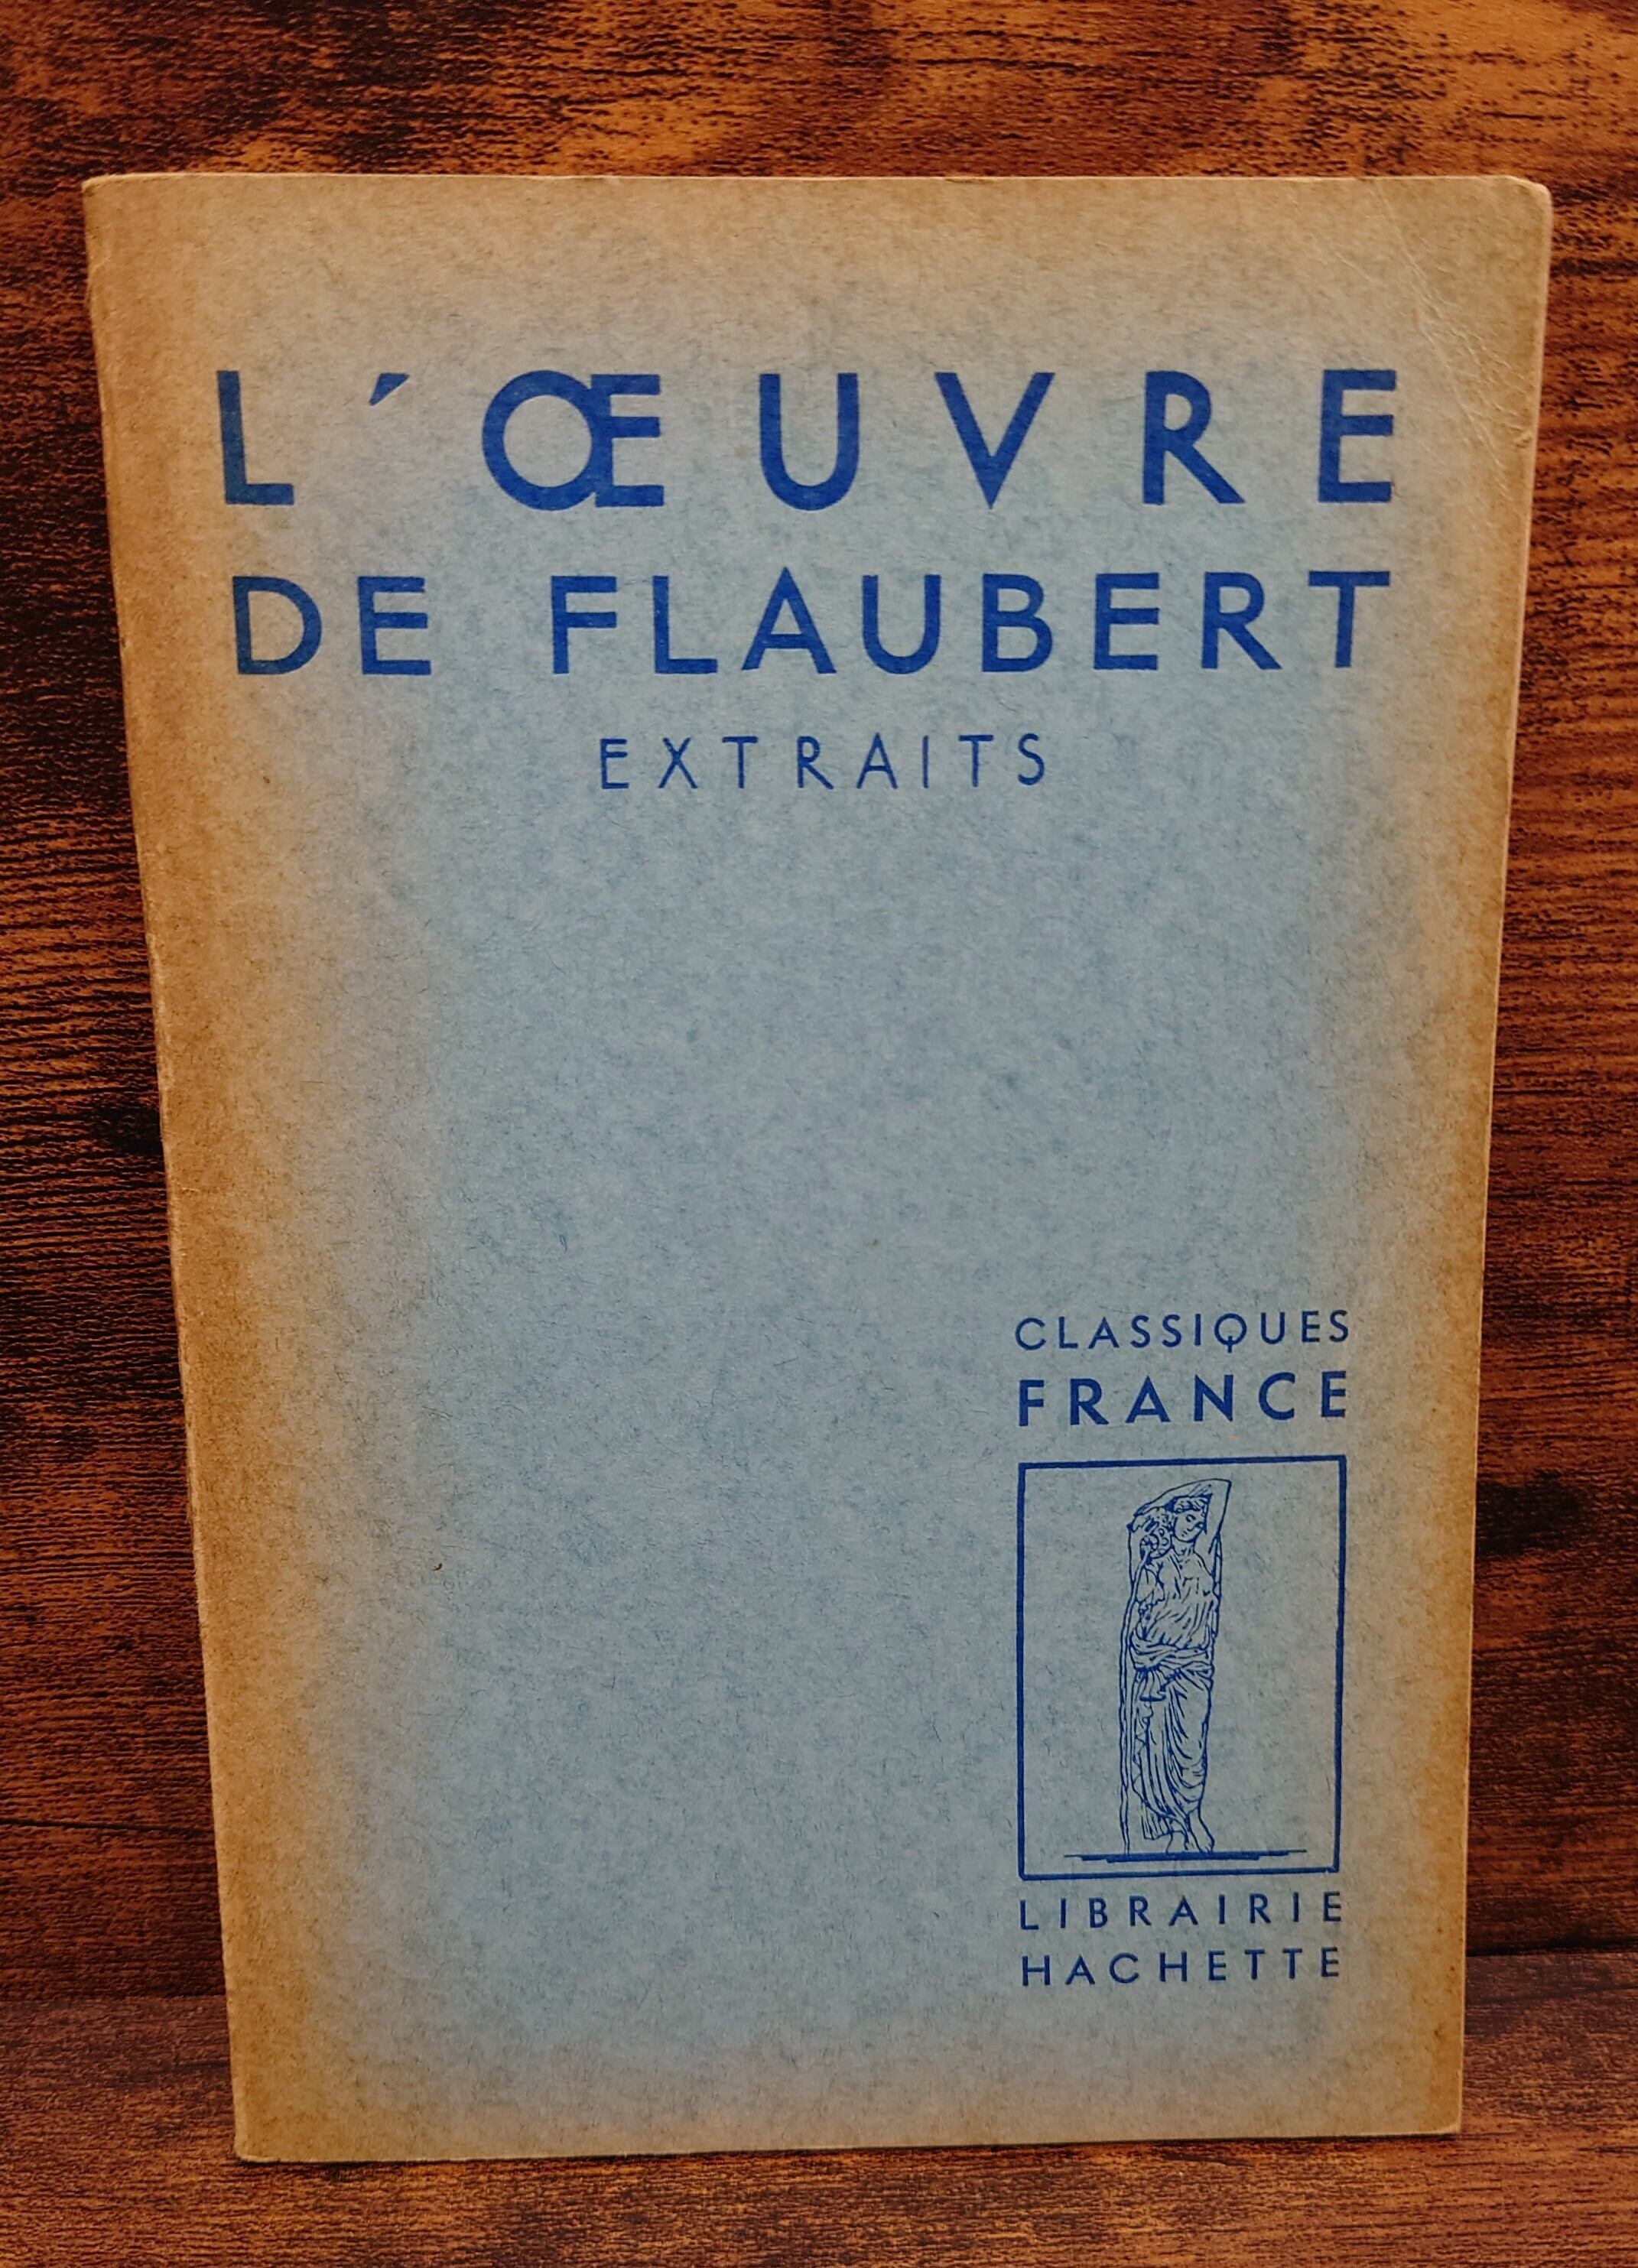 L'ŒUVRE
DE FLAUBERT
EXTRAITS
CLASSIQUES
FRANCE
LIBRAIRIE
HACHETTE